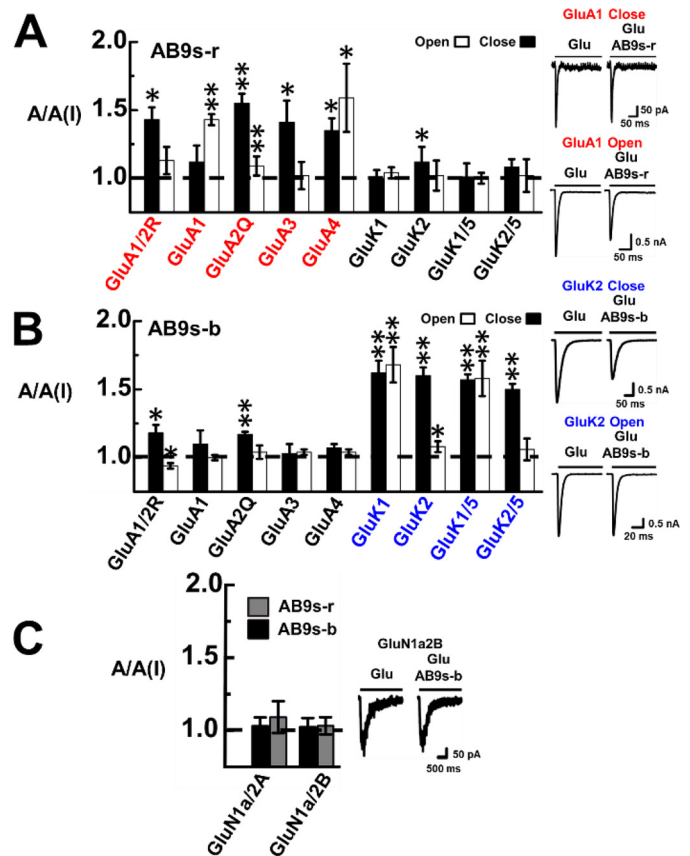 A
AB9s-r
Open Close
A/A(I)
2.0
1.5
1.0
* ** ** ** * * * *
GluA1/2R
GluA1
GluA2Q
GluA3
GluA4
GluK1
GluK2
GluK1/5
GluK2/5
GluA1 Close
Glu
Glu
AB9s-r
50 pA
50 ms
GluA1 Open
Glu
Glu
AB9s-r
0.5 nA
50 ms
B
AB9s-b
Open Close
A/A(I)
2.0
1.5
1.0
* * ** ** ** ** * ** ** **
GluA1/2R
GluA1
GluA2Q
GluA3
GluA4
GluK1
GluK2
GluK1/5
GluK2/5
GluK2 Close
Glu
Glu
AB9s-b
0.5 nA
50 ms
GluK2 Open
Glu
Glu
AB9s-b
0.5 nA
20 ms
C
A/A(I)
2.0
1.5
1.0
AB9s-r
AB9s-b
GluN1a/2A
GluN1a/2B
GluN1a2B
Glu
Glu
AB9s-b
50 pA
500 ms